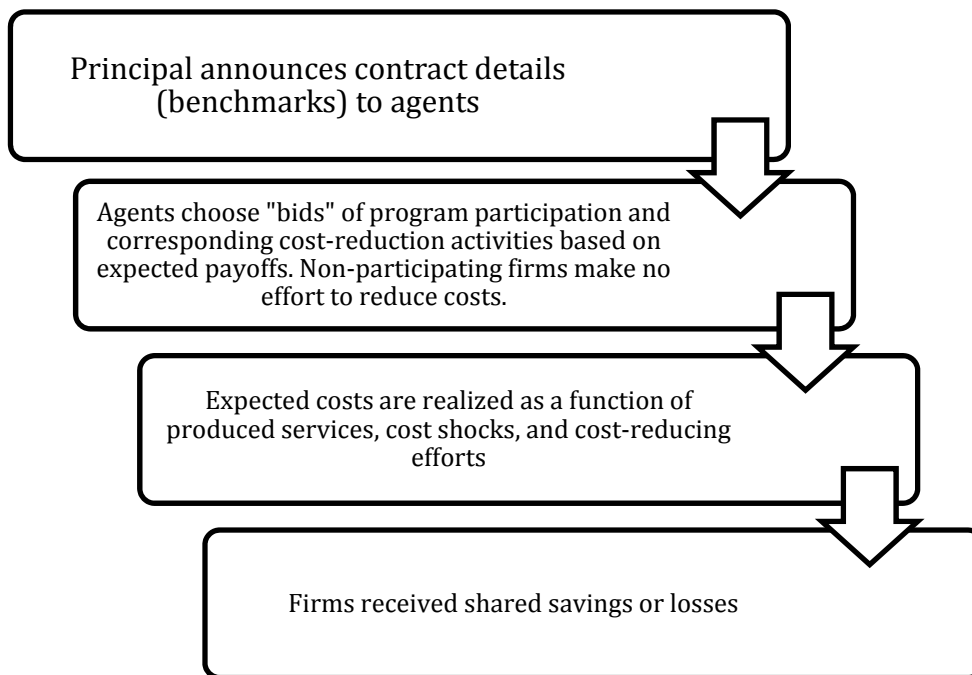 Principal announces contract details
(benchmarks) to agents
Agents choose "bids" of program participation and
corresponding cost-reduction activities based on
expected payoffs. Non-participating firms make no
effort to reduce costs.
Expected costs are realized as a function of
produced services, cost shocks, and cost-reducing
efforts
Firms received shared savings or losses